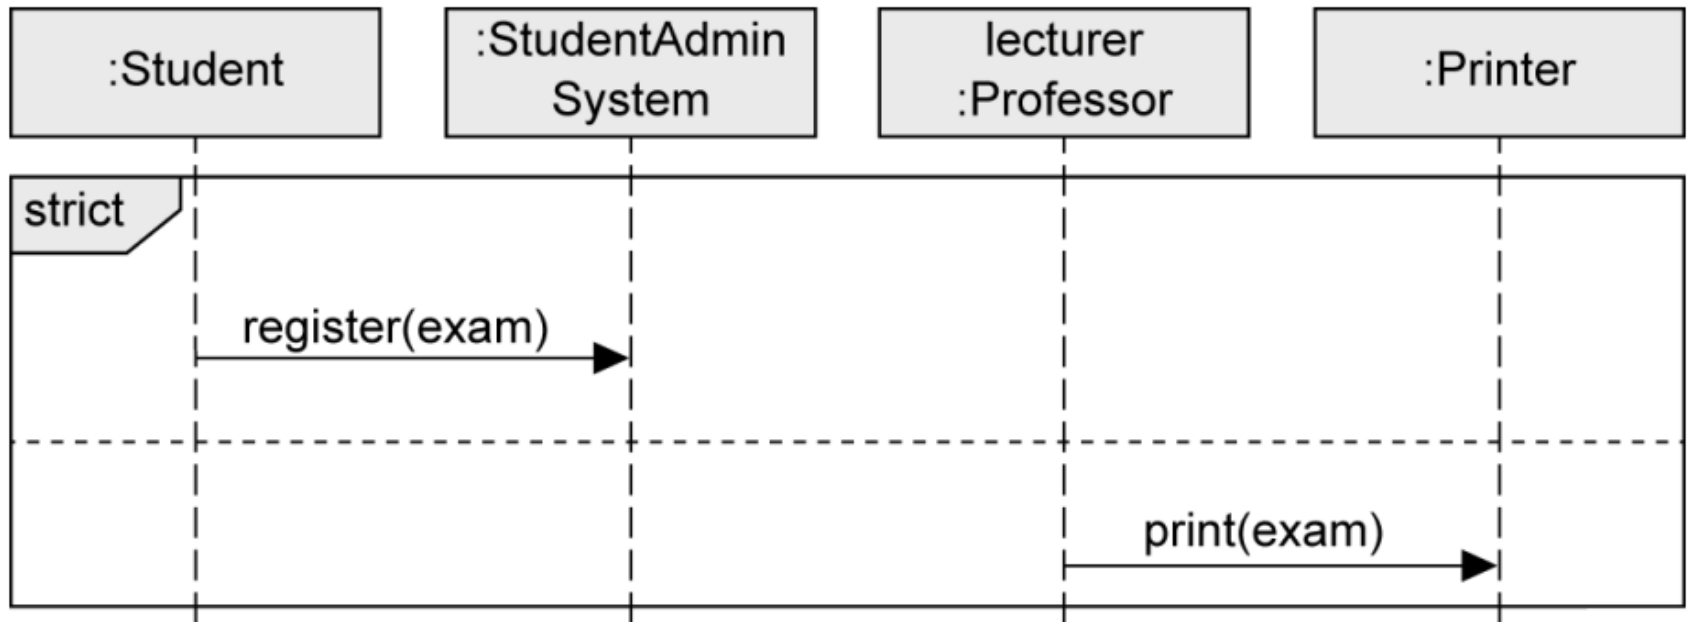 :Student
:StudentAdmin
System
lecturer
:Professor
:Printer
strict
register(exam)
print(exam)